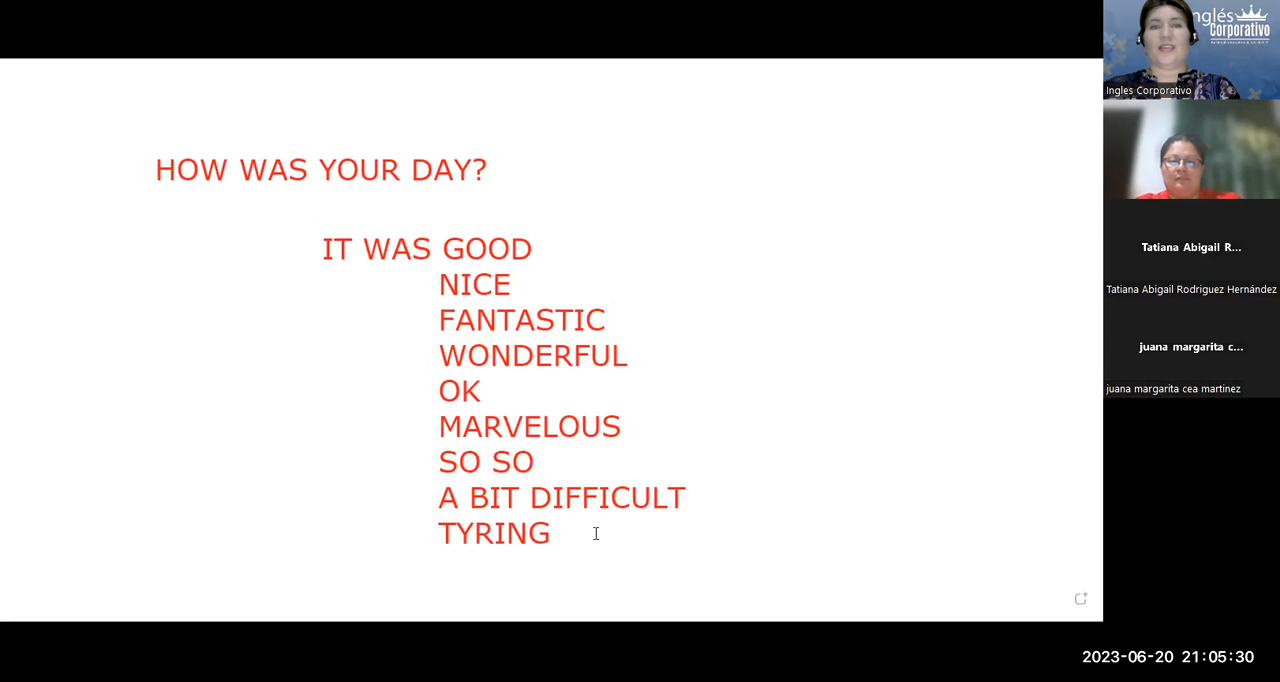 HOW WAS YOUR DAY?
IT WAS GOOD
NICE
FANTASTIC
WONDERFUL
OK
MARVELOUS
SO SO
A BIT DIFFICULT
TYRING
nglés
Corporativo
Ingles Corporativo
Tatiana Abigail R...
Tatiana Abigail Rodriguez Hernández
juana margarita c...
juana margarita cea martinez
2023-06-20 21:05:30